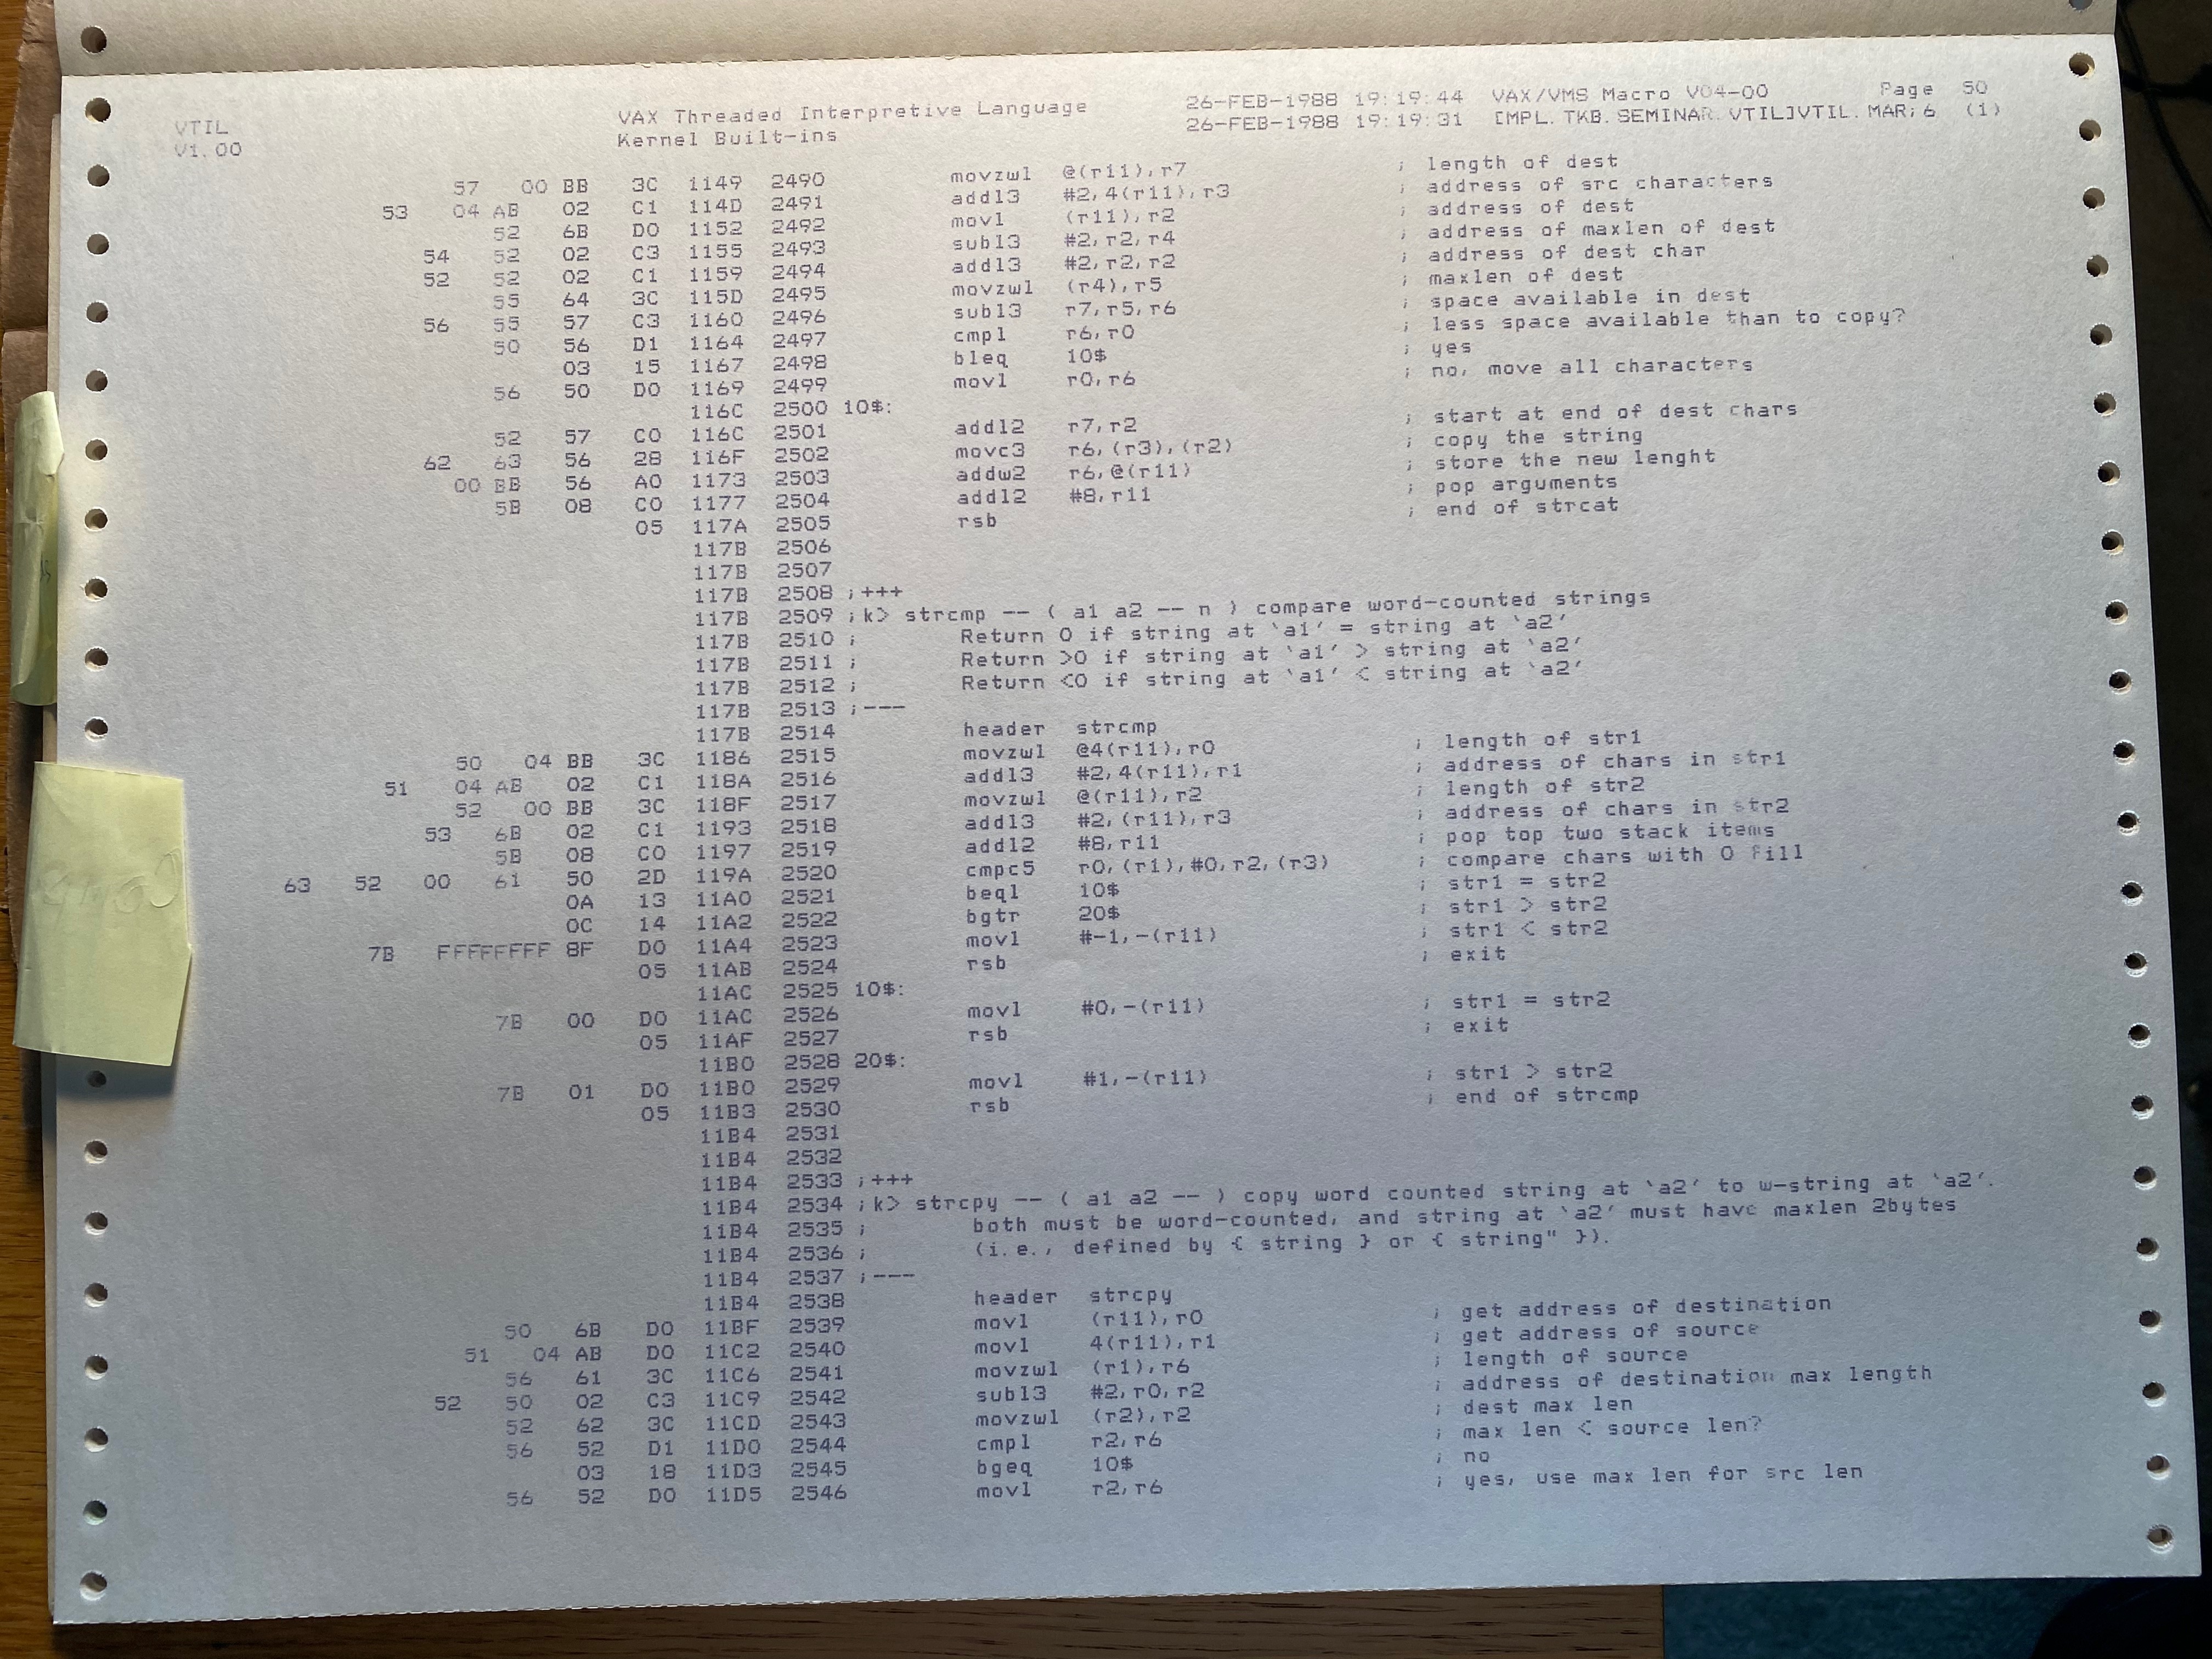 VTIL VAX Threaded Interpretive Language 26-FEB-1988 19:19:44 VAX/VMS Macro V04-00 Page 50
V1.00 Kernel Built-ins 26-FEB-1988 19:19:31 [MPL.TKB.SEMINAR.VTIL]VTIL.MAR;6 (1)
57 00 BB 3C 1149 2490 movzwl @(r11),r7 ; length of dest
53 04 AB 02 C1 114D 2491 addl3 #2,4(r11),r3 ; address of src characters
52 6B D0 1152 2492 movl (r11),r2 ; address of dest
54 52 02 C3 1155 2493 subl3 #2,r2,r4 ; address of maxlen of dest
52 52 02 C1 1159 2494 addl3 #2,r2,r2 ; address of dest char
55 64 3C 115D 2495 movzwl (r4),r5 ; maxlen of dest
56 55 57 C3 1160 2496 subl3 r7,r5,r6 ; space available in dest
50 56 D1 1164 2497 cmpl r6,r0 ; less space available than to copy?
03 15 1167 2498 bleq 10$ ; yes
56 50 D0 1169 2499 movl r0,r6 ; no, move all characters
116C 2500 10$:
52 57 C0 116C 2501 addl2 r7,r2 ; start at end of dest chars
62 63 56 28 116F 2502 movc3 r6,(r3),(r2) ; copy the string
00 BB 56 A0 1173 2503 addw2 r6,@(r11) ; store the new lenght
5B 08 C0 1177 2504 addl2 #8,r11 ; pop arguments
05 117A 2505 rsb ; end of strcat
117B 2506
117B 2507
117B 2508 ;+++
117B 2509 ;k> strcmp -- ( a1 a2 -- n ) compare word-counted strings
117B 2510 ; Return 0 if string at `a1' = string at `a2'
117B 2511 ; Return >0 if string at `a1' > string at `a2'
117B 2512 ; Return <0 if string at `a1' < string at `a2'
117B 2513 ;---
117B 2514 header strcmp
50 04 BB 3C 1186 2515 movzwl @4(r11),r0 ; length of str1
51 04 AB 02 C1 118A 2516 addl3 #2,4(r11),r1 ; address of chars in str1
52 00 BB 3C 118F 2517 movzwl @(r11),r2 ; length of str2
53 6B 02 C1 1193 2518 addl3 #2,(r11),r3 ; address of chars in str2
5B 08 C0 1197 2519 addl2 #8,r11 ; pop top two stack items
63 52 00 61 50 2D 119A 2520 cmpc5 r0,(r1),#0,r2,(r3) ; compare chars with 0 fill
0A 13 11A0 2521 beql 10$ ; str1 = str2
0C 14 11A2 2522 bgtr 20$ ; str1 > str2
7B FFFFFFFF 8F D0 11A4 2523 movl #-1,-(r11) ; str1 < str2
05 11AB 2524 rsb ; exit
11AC 2525 10$:
7B 00 D0 11AC 2526 movl #0,-(r11) ; str1 = str2
05 11AF 2527 rsb ; exit
11B0 2528 20$:
7B 01 D0 11B0 2529 movl #1,-(r11) ; str1 > str2
05 11B3 2530 rsb ; end of strcmp
11B4 2531
11B4 2532
11B4 2533 ;+++
11B4 2534 ;k> strcpy -- ( a1 a2 -- ) copy word counted string at `a2' to w-string at `a2'.
11B4 2535 ; both must be word-counted, and string at `a2' must have maxlen 2bytes
11B4 2536 ; (i.e., defined by { string } or { string" }).
11B4 2537 ;---
11B4 2538 header strcpy
50 6B D0 11BF 2539 movl (r11),r0 ; get address of destination
51 04 AB D0 11C2 2540 movl 4(r11),r1 ; get address of source
56 61 3C 11C6 2541 movzwl (r1),r6 ; length of source
52 50 02 C3 11C9 2542 subl3 #2,r0,r2 ; address of destination max length
52 62 3C 11CD 2543 movzwl (r2),r2 ; dest max len
56 52 D1 11D0 2544 cmpl r2,r6 ; max len < source len?
03 18 11D3 2545 bgeq 10$ ; no
56 52 D0 11D5 2546 movl r2,r6 ; yes, use max len for src len